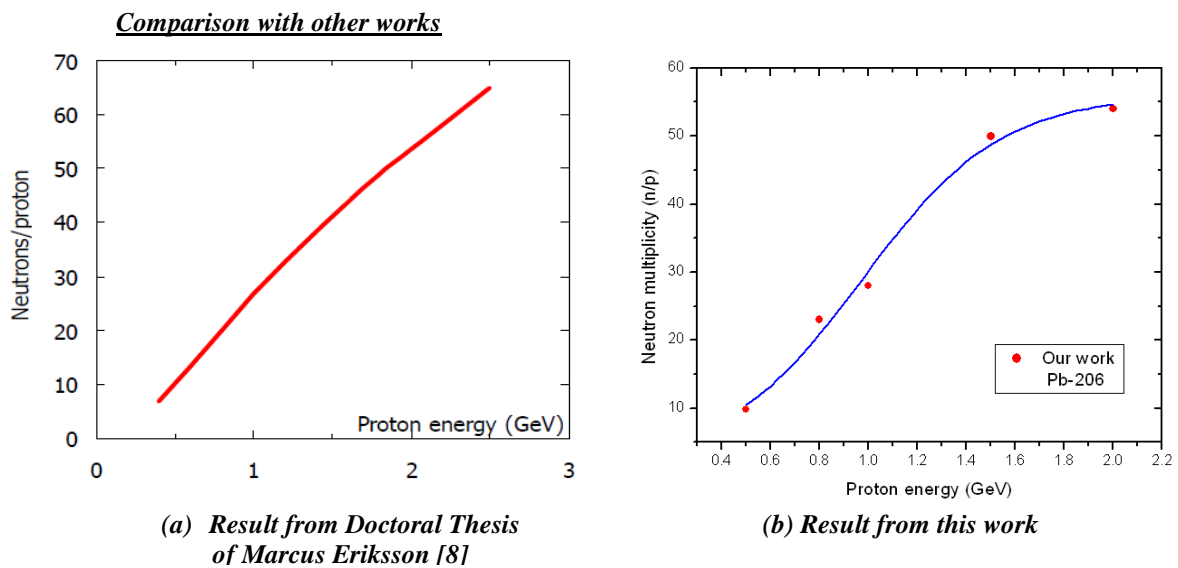 Comparison with other works
70
60
50
40
30
20
10
0
Neutrons/proton
Proton energy (GeV)
0 1 2 3
(a) Result from Doctoral Thesis
of Marcus Eriksson [8]
60
50
40
30
20
10
Neutron multiplicity (n/p)
Our work
Pb-206
0.4 0.6 0.8 1.0 1.2 1.4 1.6 1.8 2.0 2.2
Proton energy (GeV)
(b) Result from this work